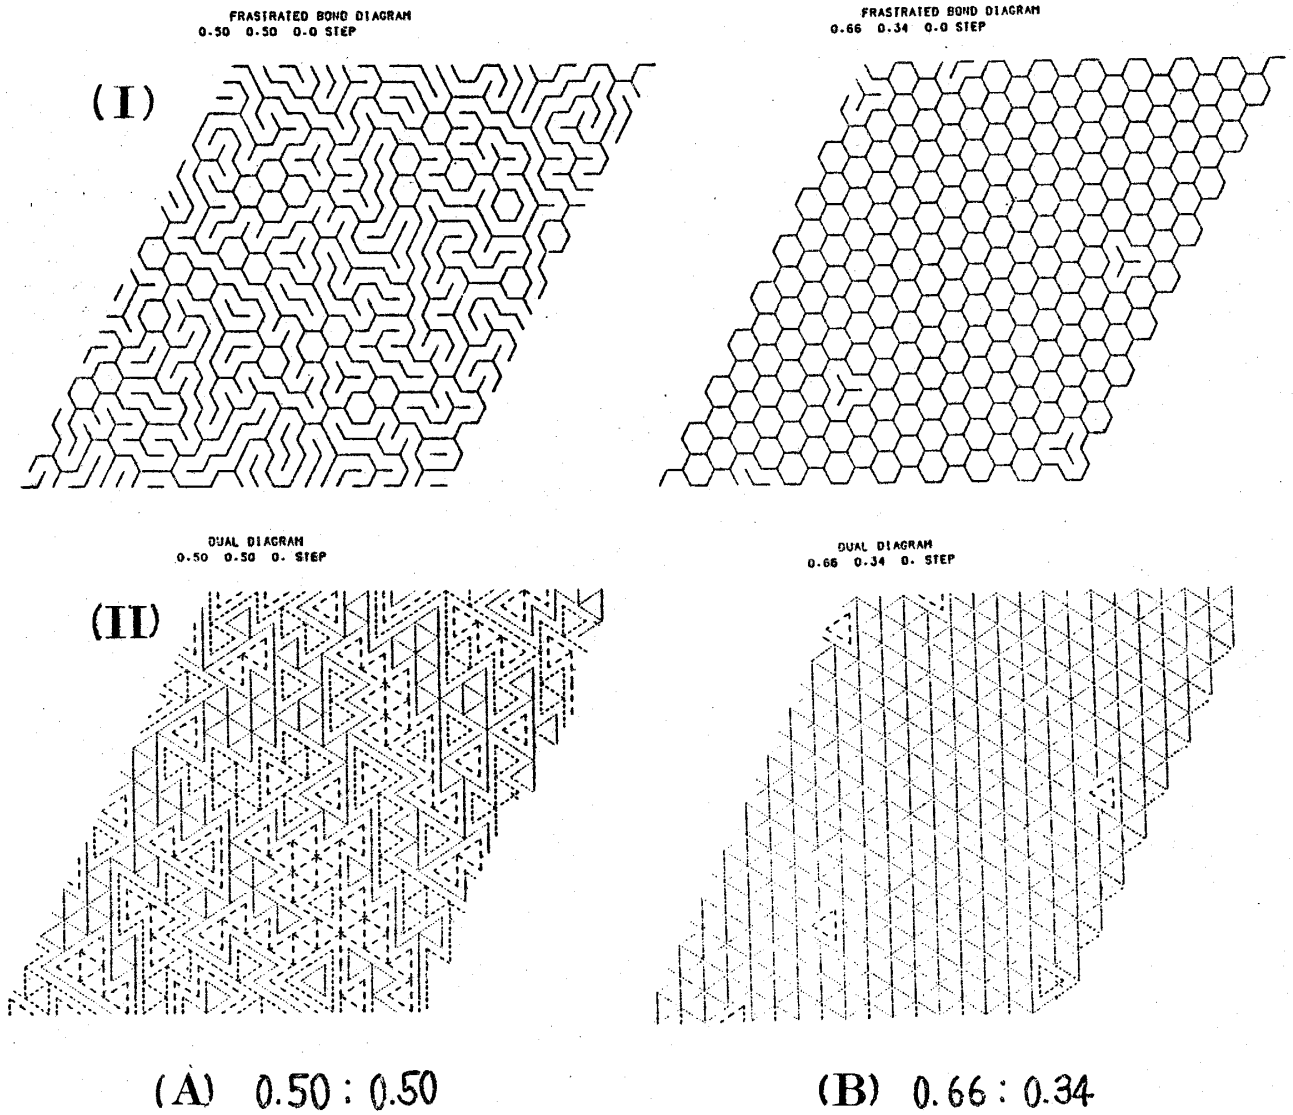 FRASTRATED BOND DIAGRAM
0.50 0.50 0.0 STEP
FRASTRATED BOND DIAGRAM
0.66 0.34 0.0 STEP
(I)
DUAL DIAGRAM
0.50 0.50 0. STEP
DUAL DIAGRAM
0.66 0.34 0. STEP
(II)
(A) 0.50 : 0.50
(B) 0.66 : 0.34